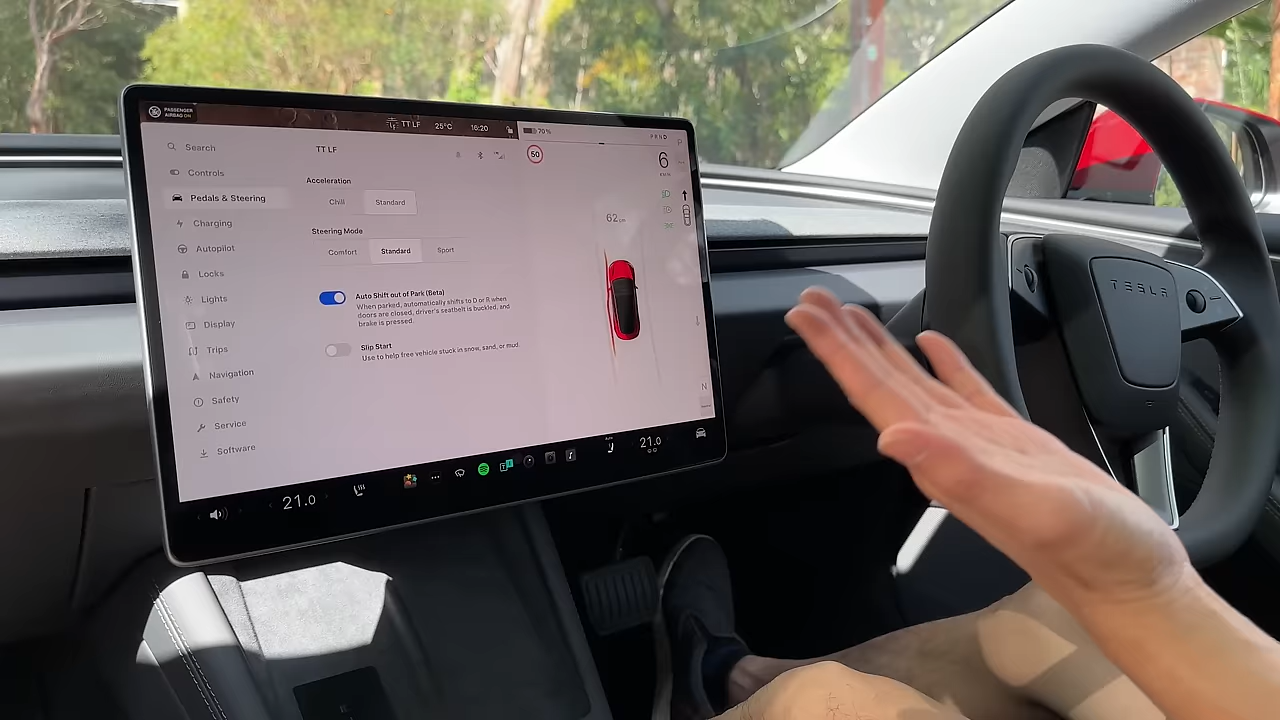 PASSENGER
AIRBAG ON
TT LF
25°C
16:20
70 %
P R N D
P
Search
TT LF
50
6
KM/H
Controls
Acceleration
Pedals & Steering
Chill
Standard
Charging
Steering Mode
62 cm
Autopilot
Comfort
Standard
Sport
Locks
Lights
Auto Shift out of Park (Beta)
When parked, automatically shifts to D or R when
doors are closed, driver's seatbelt is buckled, and
brake is pressed.
Display
Trips
Slip Start
Use to help free vehicle stuck in snow, sand, or mud.
Navigation
N
Safety
Service
Software
21.0
Auto
21.0
TESLA